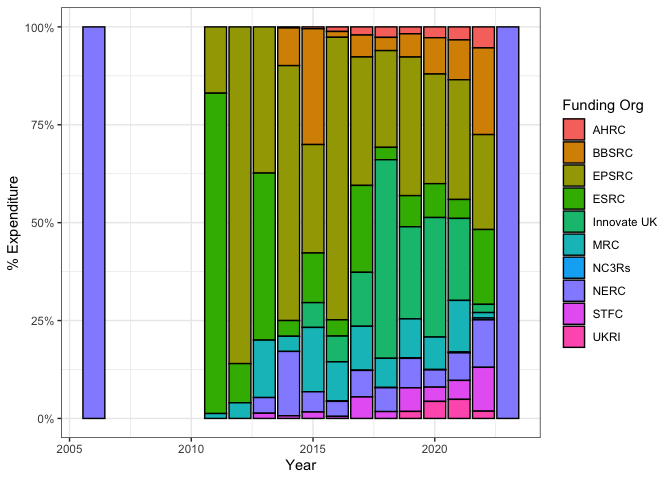 100%
75%
50%
25%
0%
% Expenditure
2005
2010
2015
2020
Year
Funding Org
AHRC
BBSRC
EPSRC
ESRC
Innovate UK
MRC
NC3Rs
NERC
STFC
UKRI